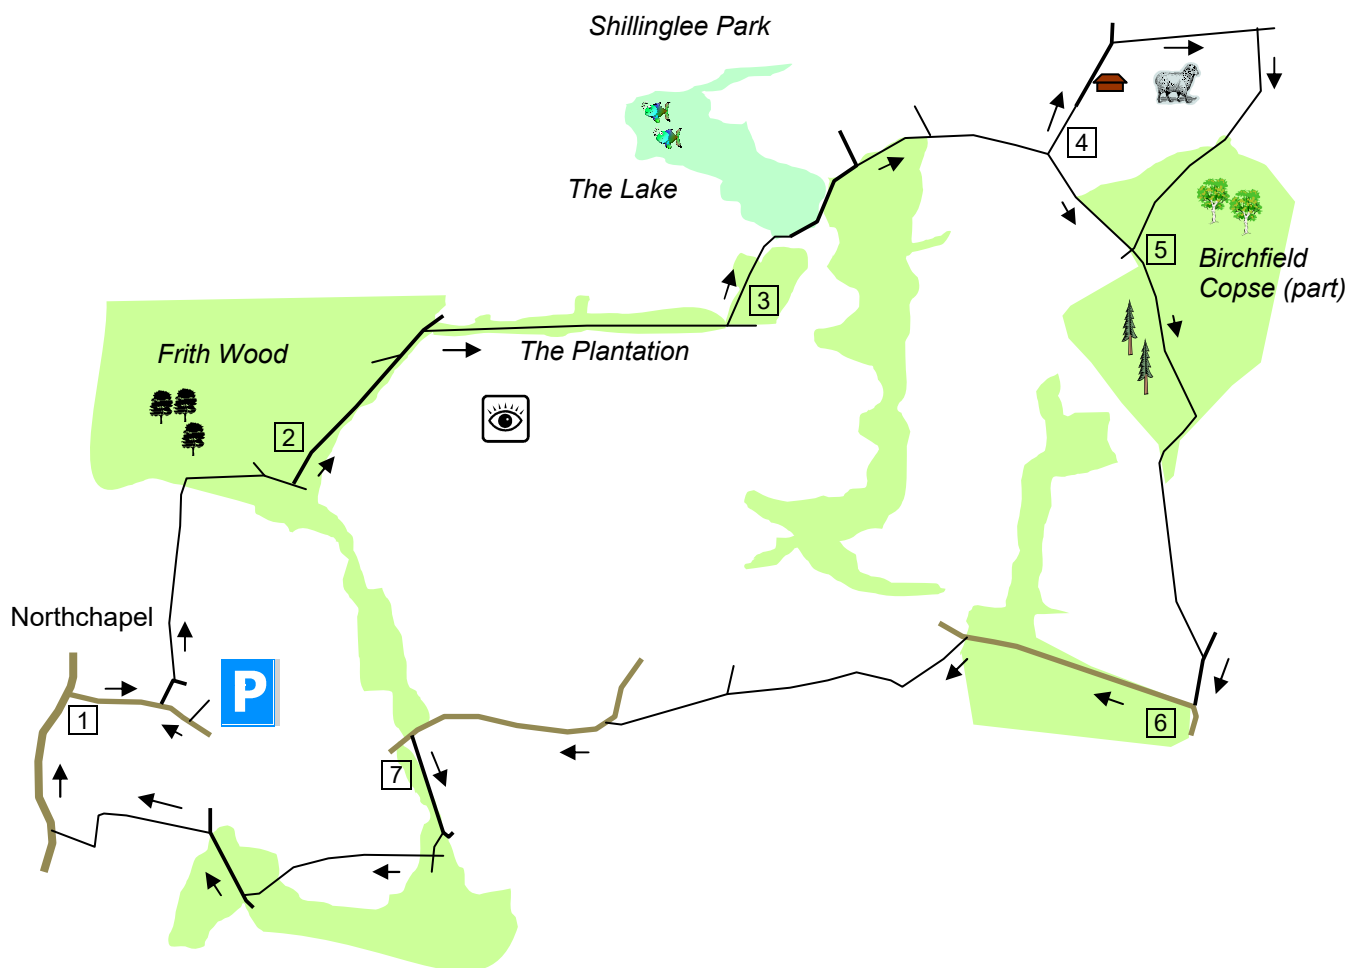 Shillinglee Park
4
The Lake
5
Birchfield
Copse (part)
3
Frith Wood
The Plantation
2
Northchapel
P
1
6
7